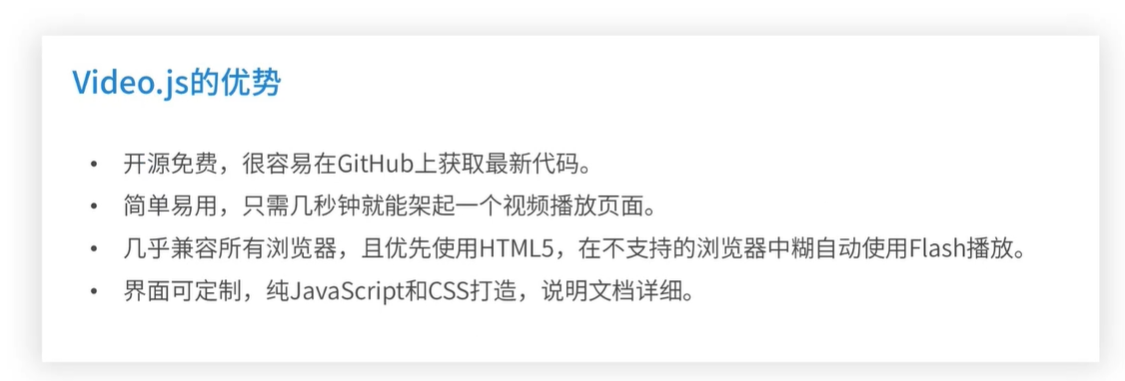 Video.js的优势
• 开源免费，很容易在GitHub上获取最新代码。
• 简单易用，只需几秒钟就能架起一个视频播放页面。
• 几乎兼容所有浏览器，且优先使用HTML5，在不支持的浏览器中糊自动使用Flash播放。
• 界面可定制，纯JavaScript和CSS打造，说明文档详细。